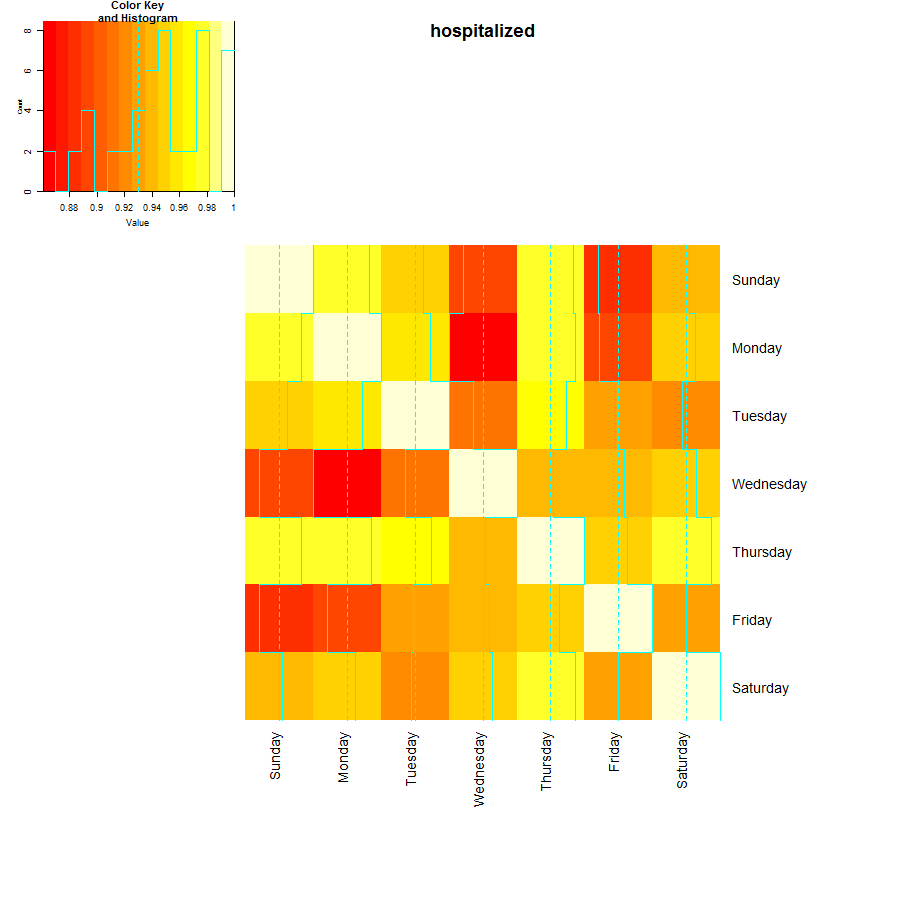 Color Key
and Histogram
hospitalized
8
6
4
2
0
Count
0.88 0.9 0.92 0.94 0.96 0.98 1
Value
Sunday
Monday
Tuesday
Wednesday
Thursday
Friday
Saturday
Sunday
Monday
Tuesday
Wednesday
Thursday
Friday
Saturday